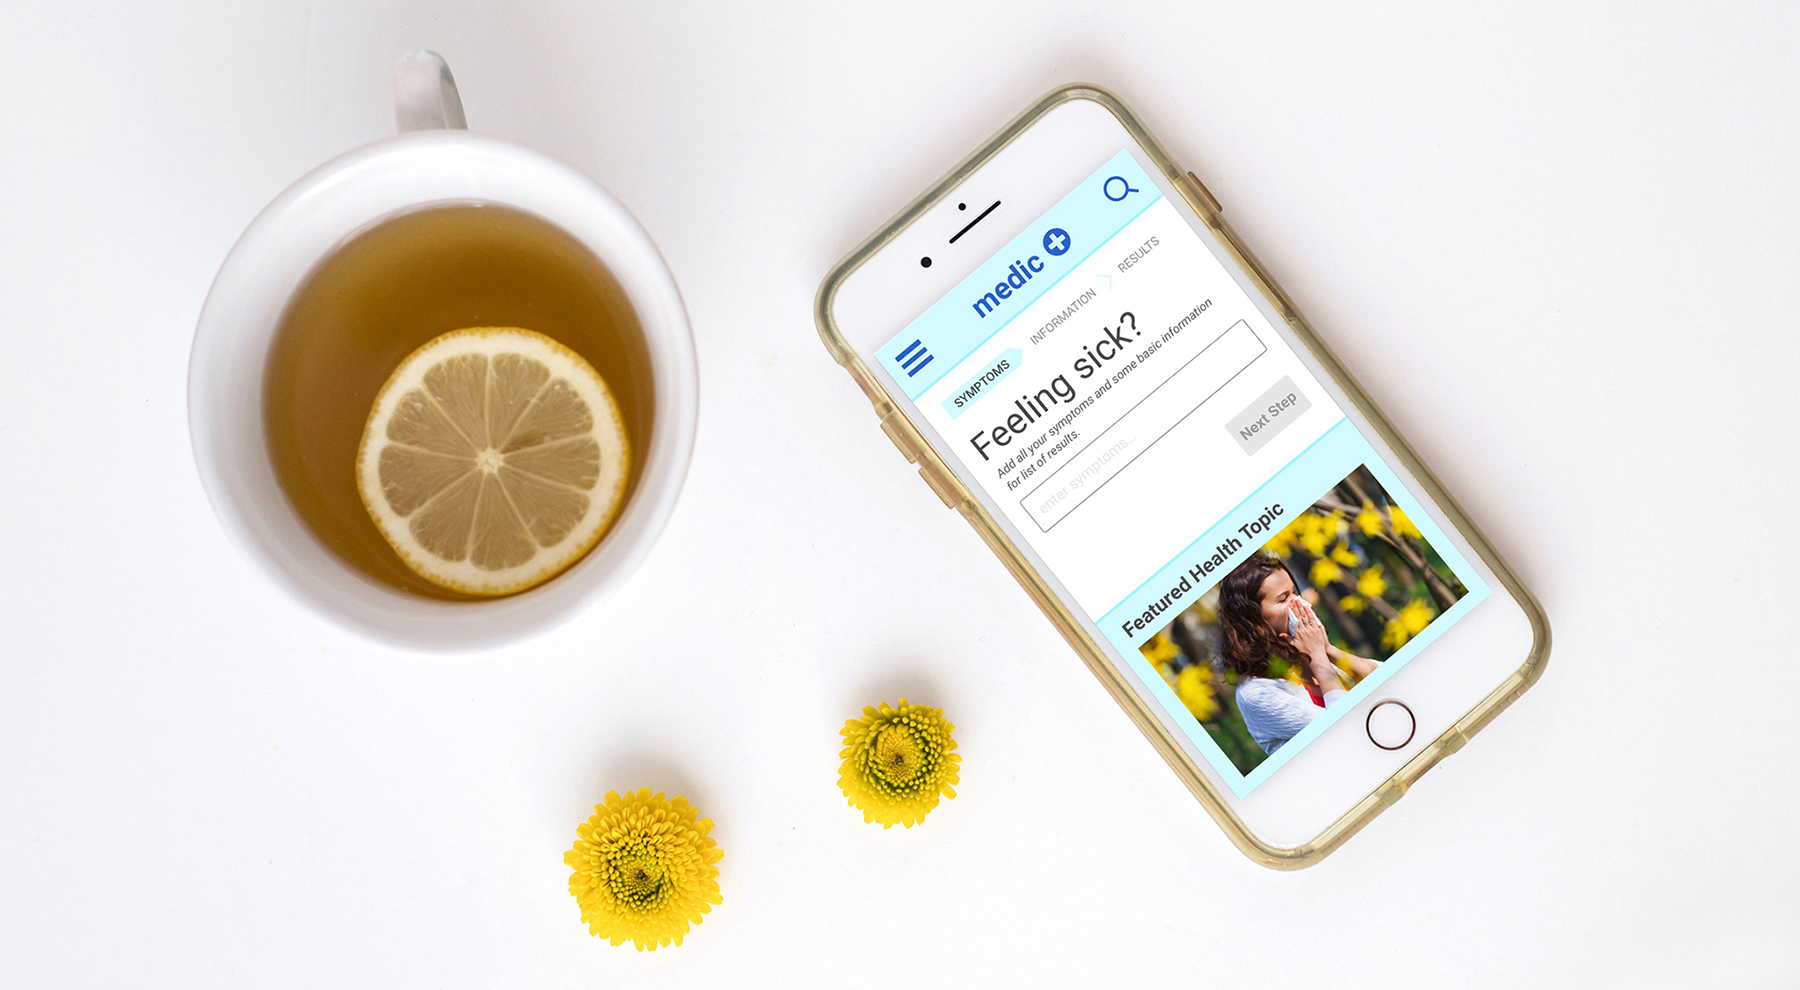 medic
SYMPTOMS
INFORMATION
RESULTS
Feeling sick?
Add all your symptoms and some basic information
for list of results.
enter symptoms...
Next Step
Featured Health Topic